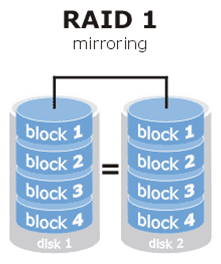 RAID 1
mirroring
block 1
block 1
block 2
block 2
=
block 3
block 3
block 4
block 4
disk 1
disk 2